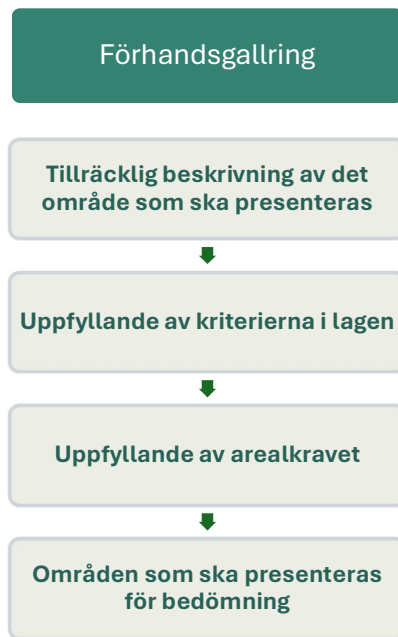 Förhandsgallring
Tillräcklig beskrivning av det
område som ska presenteras
Uppfyllande av kriterierna i lagen
Uppfyllande av arealkravet
Områden som ska presenteras
för bedömning